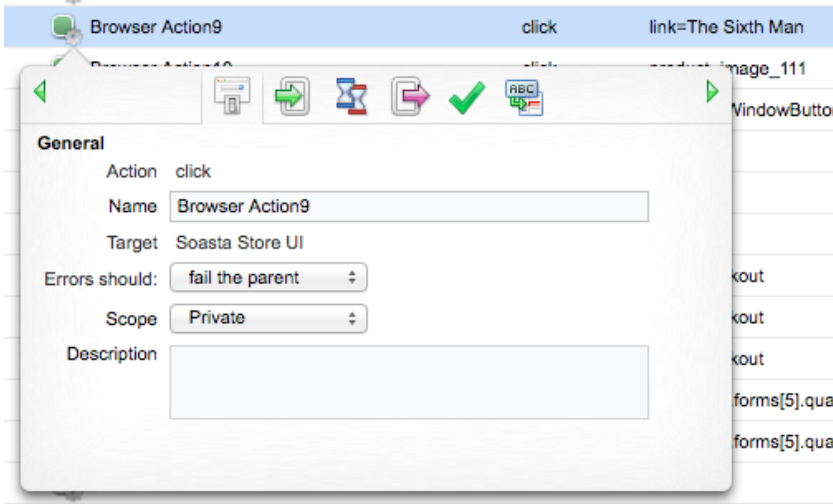 Browser Action9 click link=The Sixth Man
product_image_111
WindowButto
ABC
General
Action click
Name Browser Action9
Target Soasta Store UI
Errors should: fail the parent
kout
Scope Private
kout
Description
kout
forms[5].qua
forms[5].qua